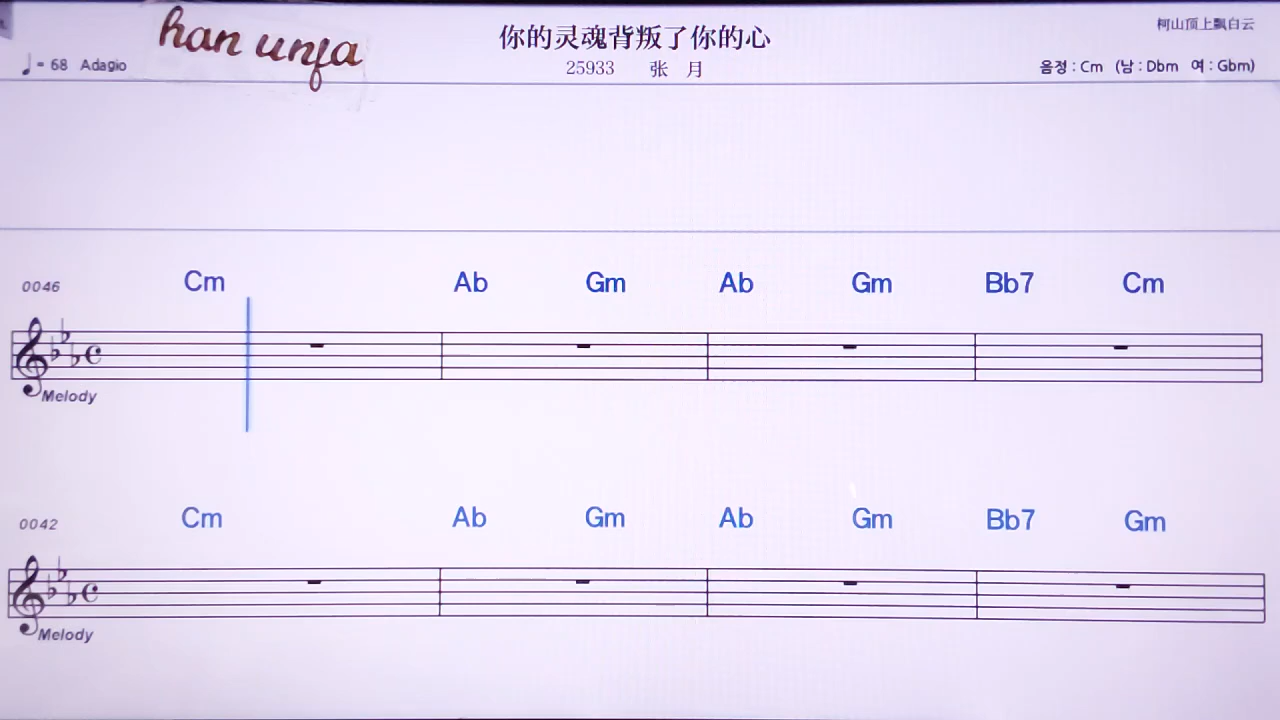 han unfa
你的灵魂背叛了你的心
柯山顶上飘白云
♩= 68 Adagio
25933 张 月
음정 : Cm (남 : Dbm 여 : Gbm)
0046 Cm Ab Gm Ab Gm Bb7 Cm
Melody
0042 Cm Ab Gm Ab Gm Bb7 Gm
Melody